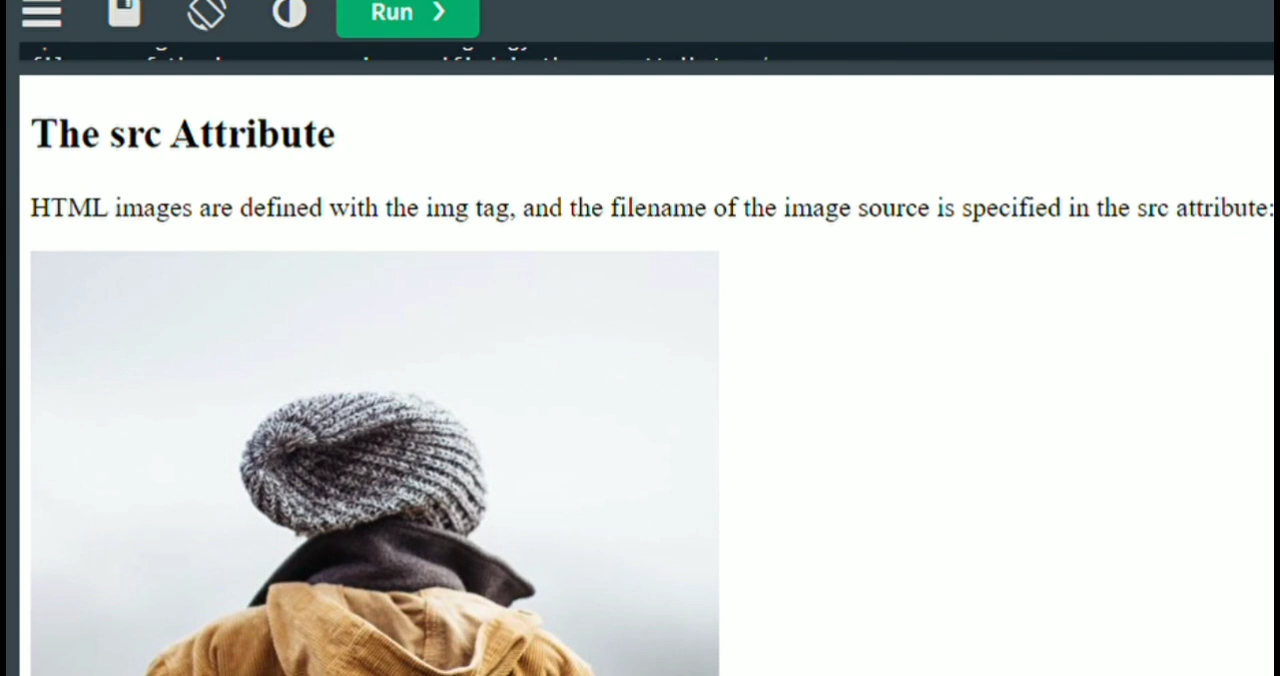 Run
The src Attribute
HTML images are defined with the img tag, and the filename of the image source is specified in the src attribute: